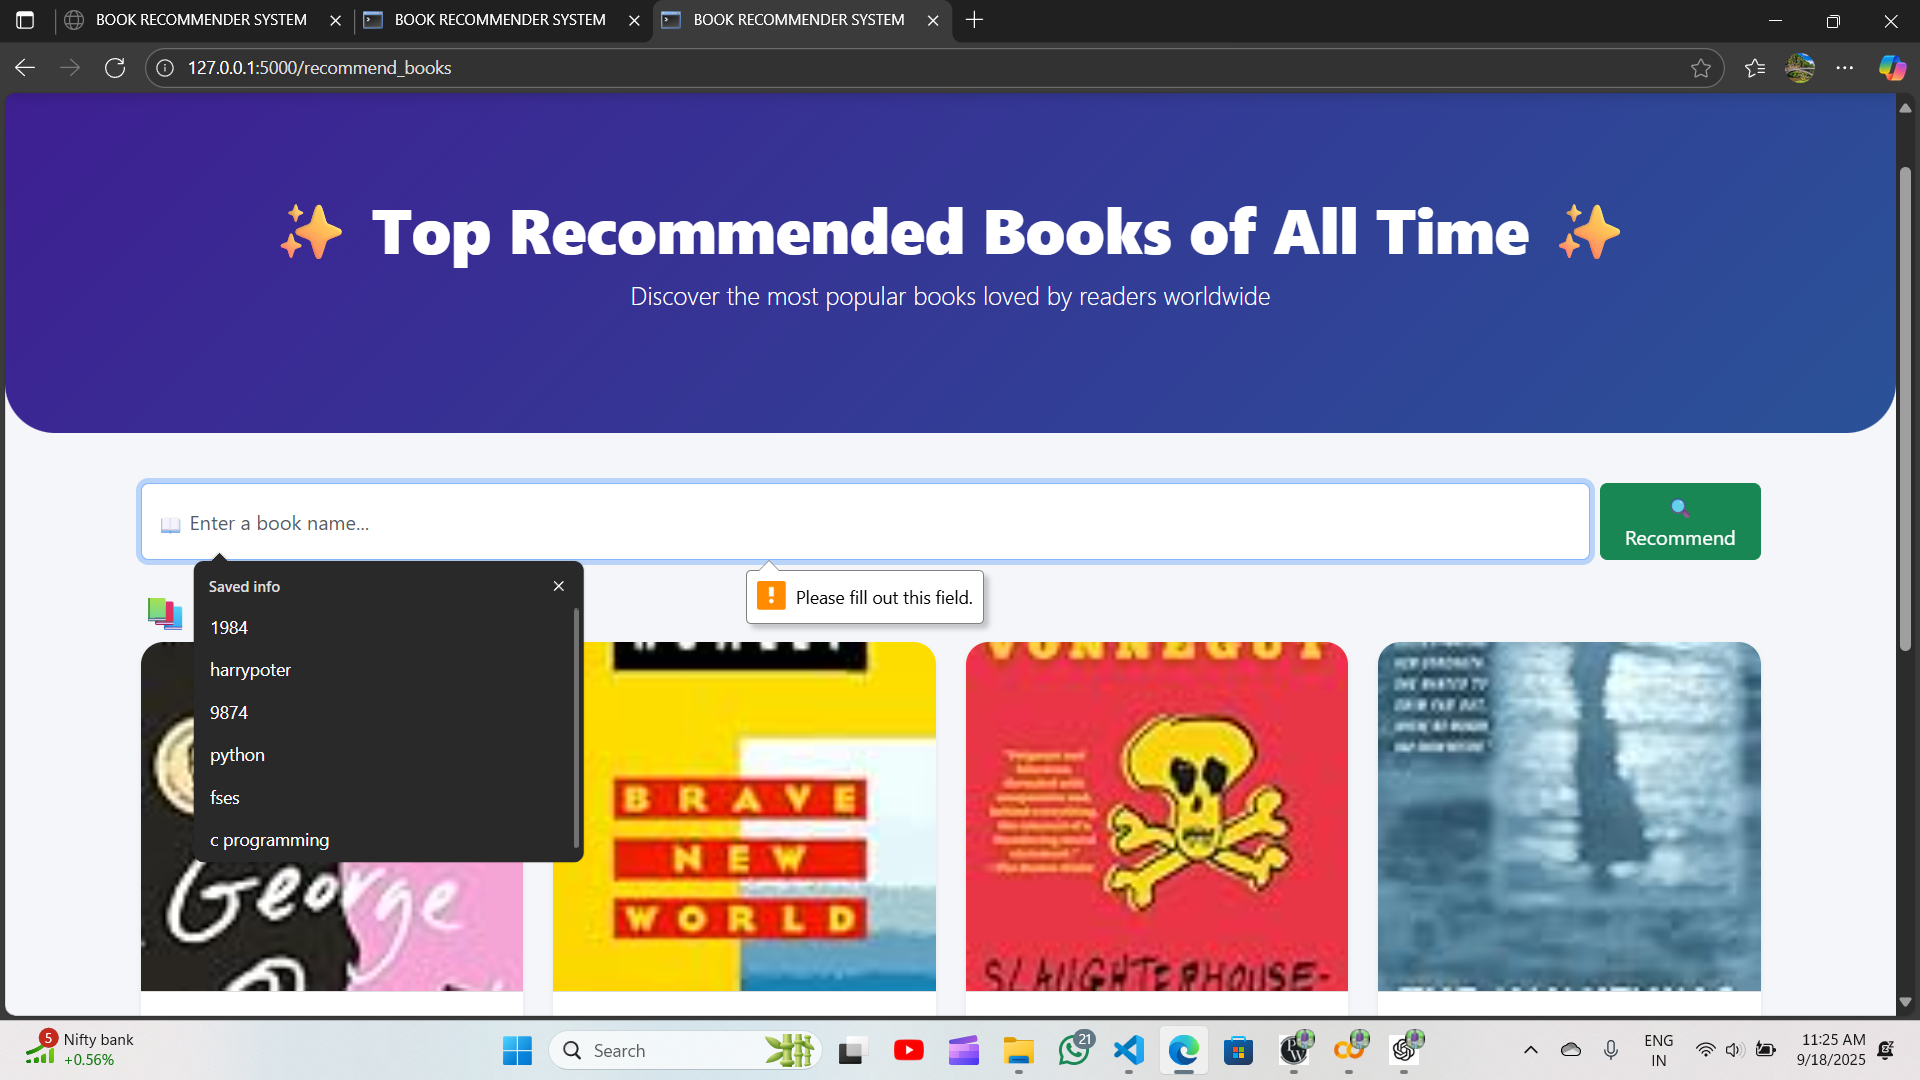 BOOK RECOMMENDER SYSTEM
BOOK RECOMMENDER SYSTEM
BOOK RECOMMENDER SYSTEM
127.0.0.1:5000/recommend_books
✨ Top Recommended Books of All Time ✨
Discover the most popular books loved by readers worldwide
📖 Enter a book name...
🔍
Recommend
Saved info
Please fill out this field.
1984
harrypoter
9874
python
fses
c programming
George
BRAVE
NEW
WORLD
VONNEGUT
SLAUGHTERHOUSE-
5
Nifty bank
+0.56%
Search
21
ENG
IN
11:25 AM
9/18/2025